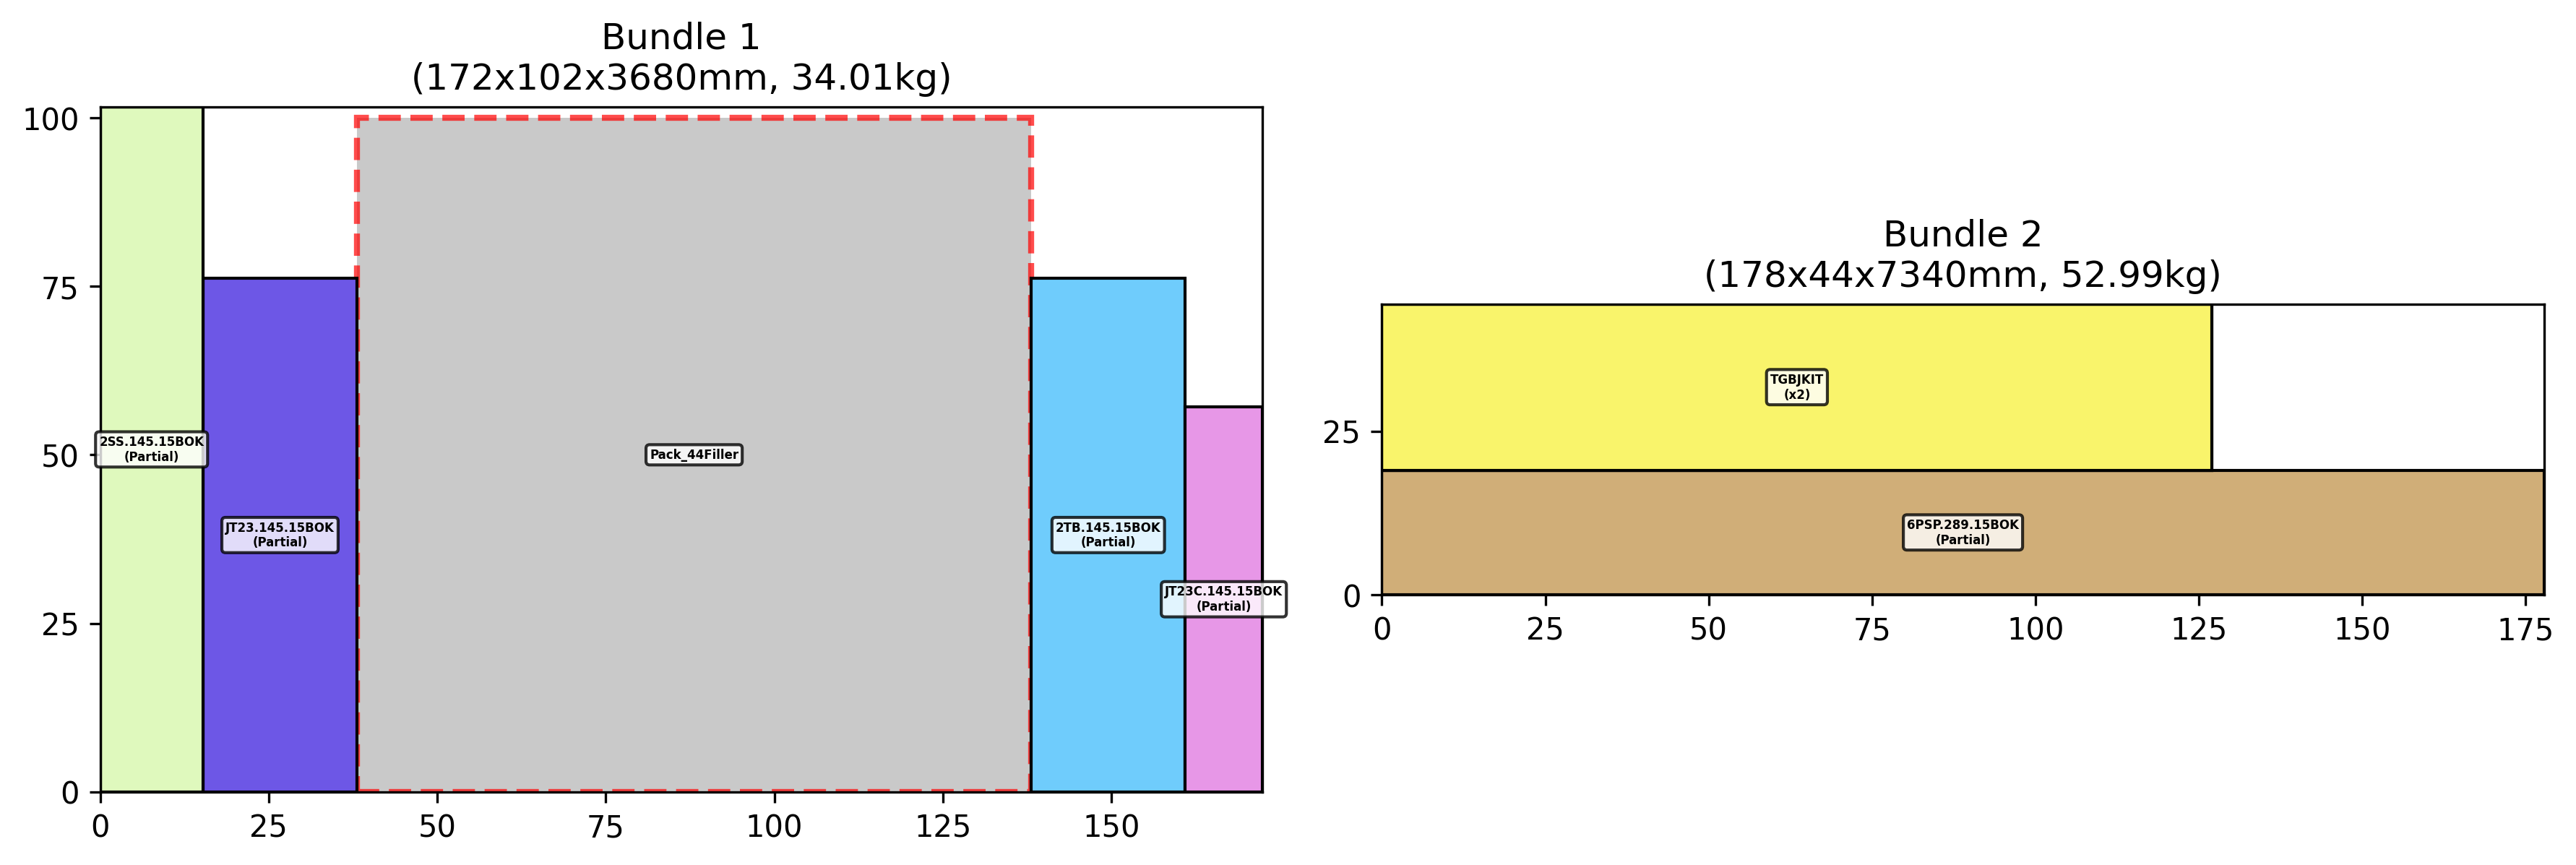 Bundle 1
(172x102x3680mm, 34.01kg)
100
75
50
25
0
2SS.145.15BOK
(Partial)
JT23.145.15BOK
(Partial)
Pack_44Filler
2TB.145.15BOK
(Partial)
JT23C.145.15BOK
(Partial)
0
25
50
75
100
125
150
Bundle 2
(178x44x7340mm, 52.99kg)
25
0
TGBJKIT
(x2)
6PSP.289.15BOK
(Partial)
0
25
50
75
100
125
150
175